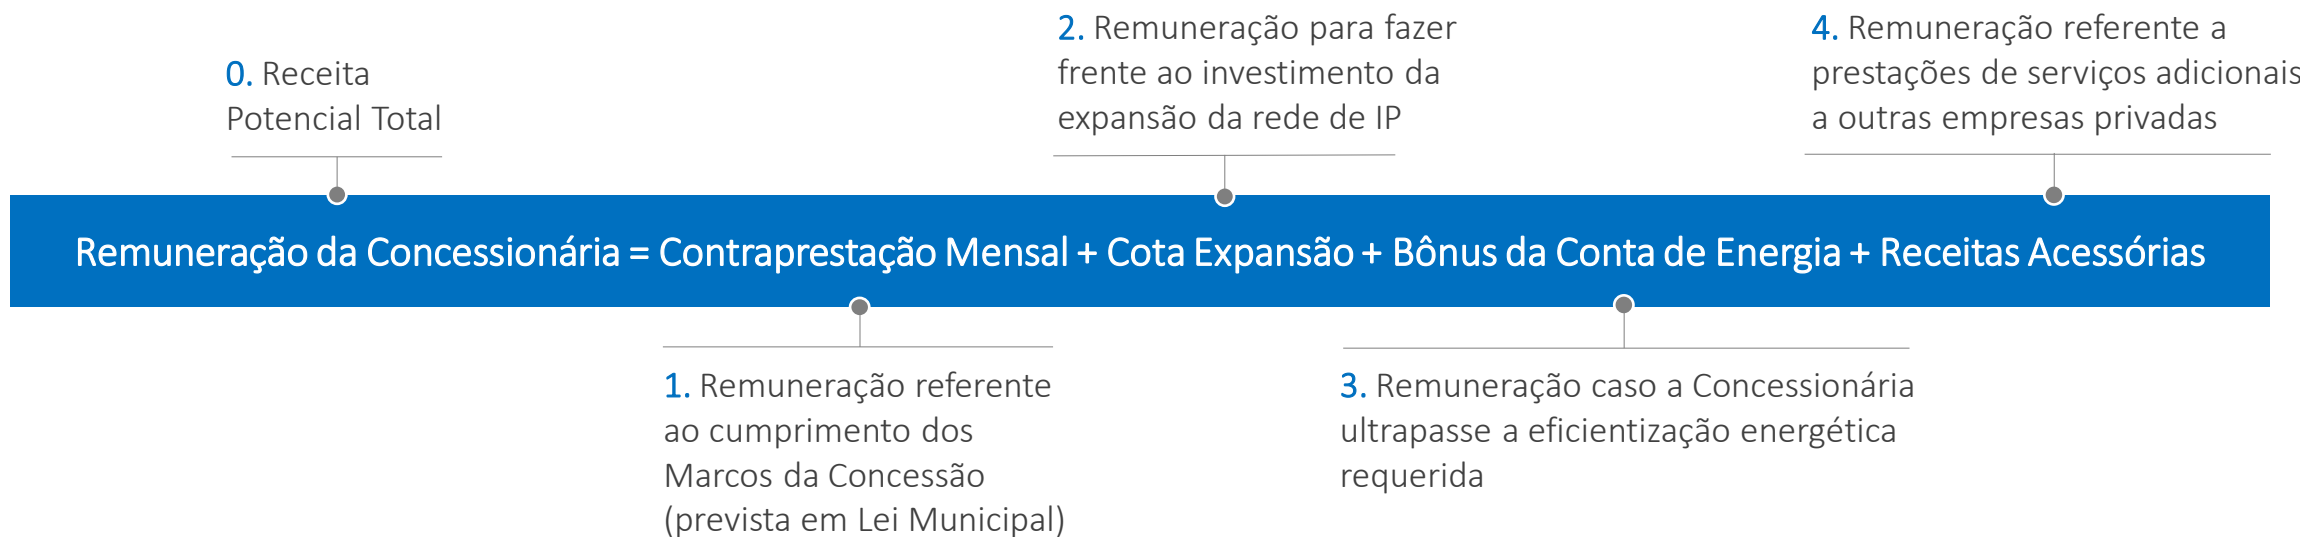 0. Receita
Potencial Total
2. Remuneração para fazer
frente ao investimento da
expansão da rede de IP
4. Remuneração referente a
prestações de serviços adicionais
a outras empresas privadas
Remuneração da Concessionária = Contraprestação Mensal + Cota Expansão + Bônus da Conta de Energia + Receitas Acessórias
1. Remuneração referente
ao cumprimento dos
Marcos da Concessão
(prevista em Lei Municipal)
3. Remuneração caso a Concessionária
ultrapasse a eficientização energética
requerida